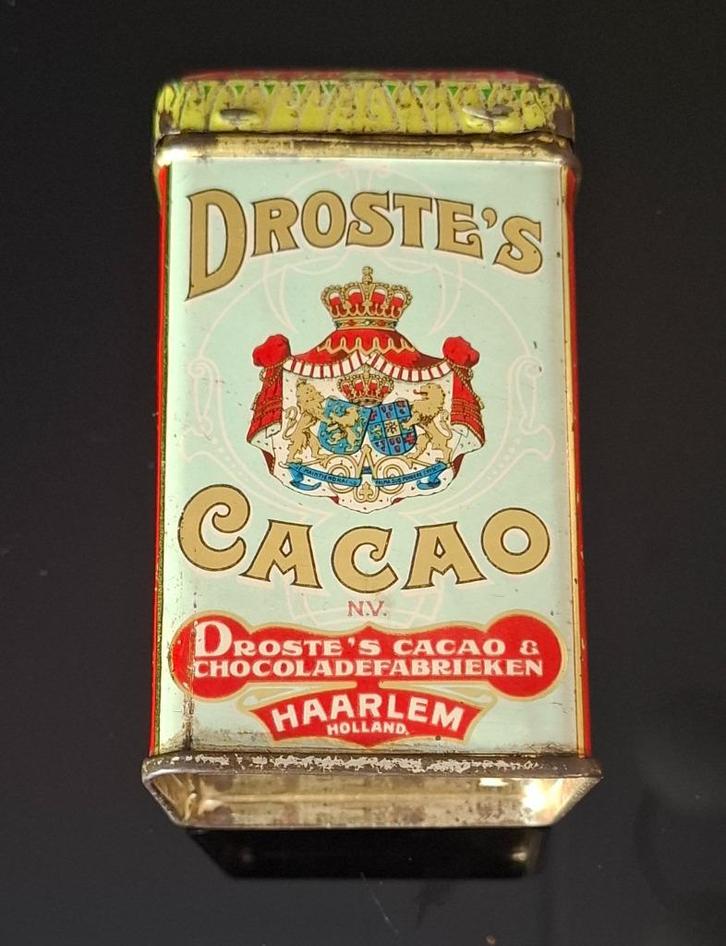 DROSTE'S
CACAO
N.V.
DROSTE'S CACAO &
CHOCOLADEFABRIEKEN
HAARLEM
HOLLAND.